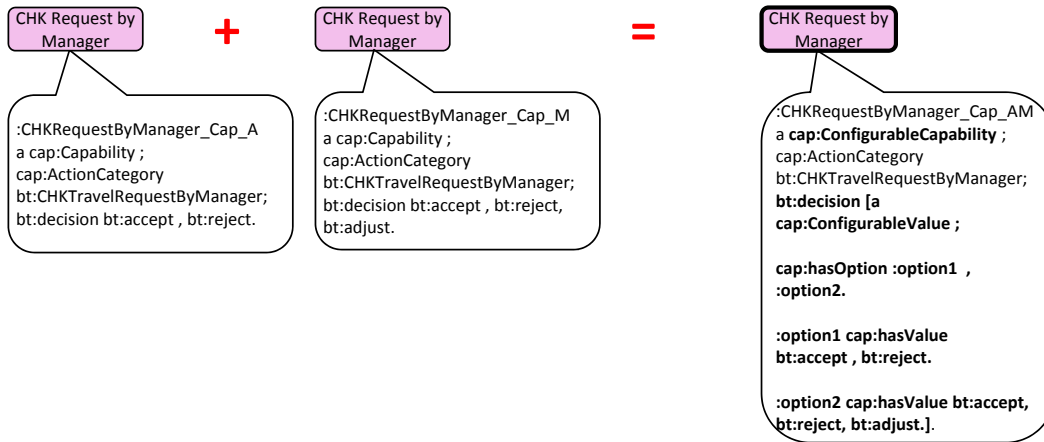 CHK Request by
Manager
+
CHK Request by
Manager
=
CHK Request by
Manager
:CHKRequestByManager_Cap_A
a cap:Capability ;
cap:ActionCategory
bt:CHKTravelRequestByManager;
bt:decision bt:accept , bt:reject.
:CHKRequestByManager_Cap_M
a cap:Capability ;
cap:ActionCategory
bt:CHKTravelRequestByManager;
bt:decision bt:accept , bt:reject,
bt:adjust.
:CHKRequestByManager_Cap_AM
a cap:ConfigurableCapability ;
cap:ActionCategory
bt:CHKTravelRequestByManager;
bt:decision [a
cap:ConfigurableValue ;
cap:hasOption :option1 ,
:option2.
:option1 cap:hasValue
bt:accept , bt:reject.
:option2 cap:hasValue bt:accept,
bt:reject, bt:adjust.].